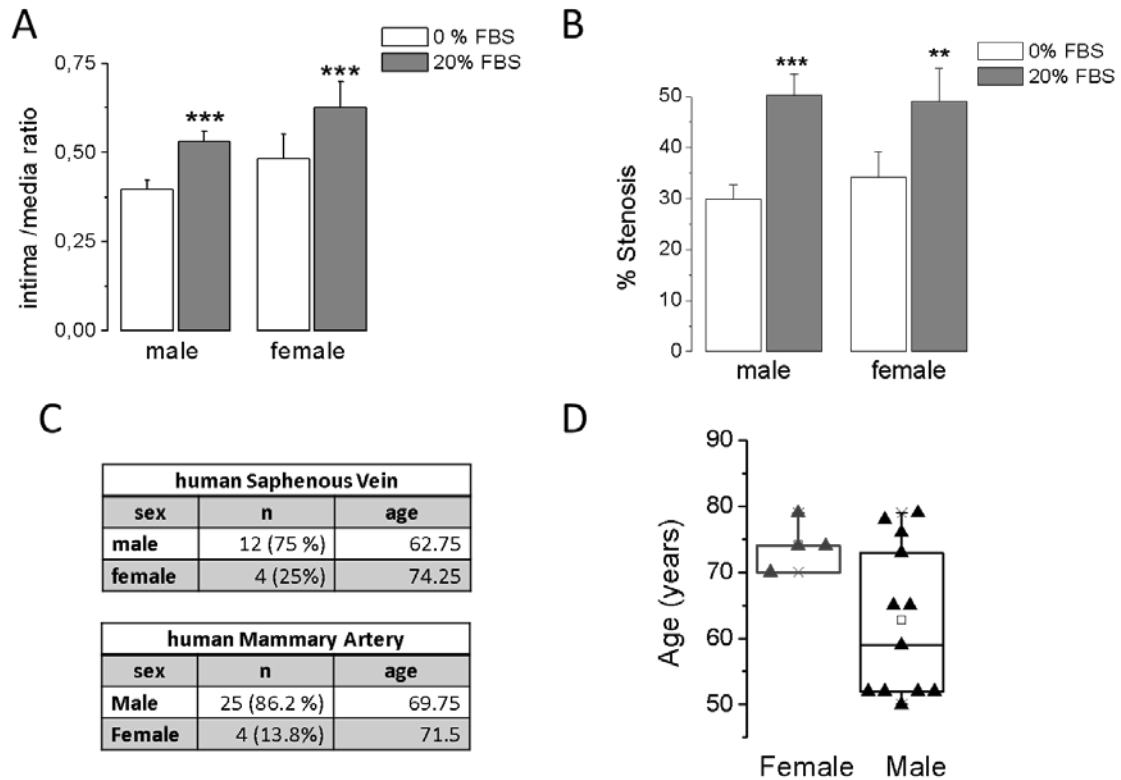 A
0 % FBS
20% FBS
0,75
0,50
0,25
0,00
intima /media ratio
***
***
male
female
B
0% FBS
20% FBS
50
40
30
20
10
0
% Stenosis
***
**
male
female
C
human Saphenous Vein
sex n age
male 12 (75 %) 62.75
female 4 (25%) 74.25
human Mammary Artery
sex n age
Male 25 (86.2 %) 69.75
Female 4 (13.8%) 71.5
D
90
80
70
60
50
Age (years)
Female Male